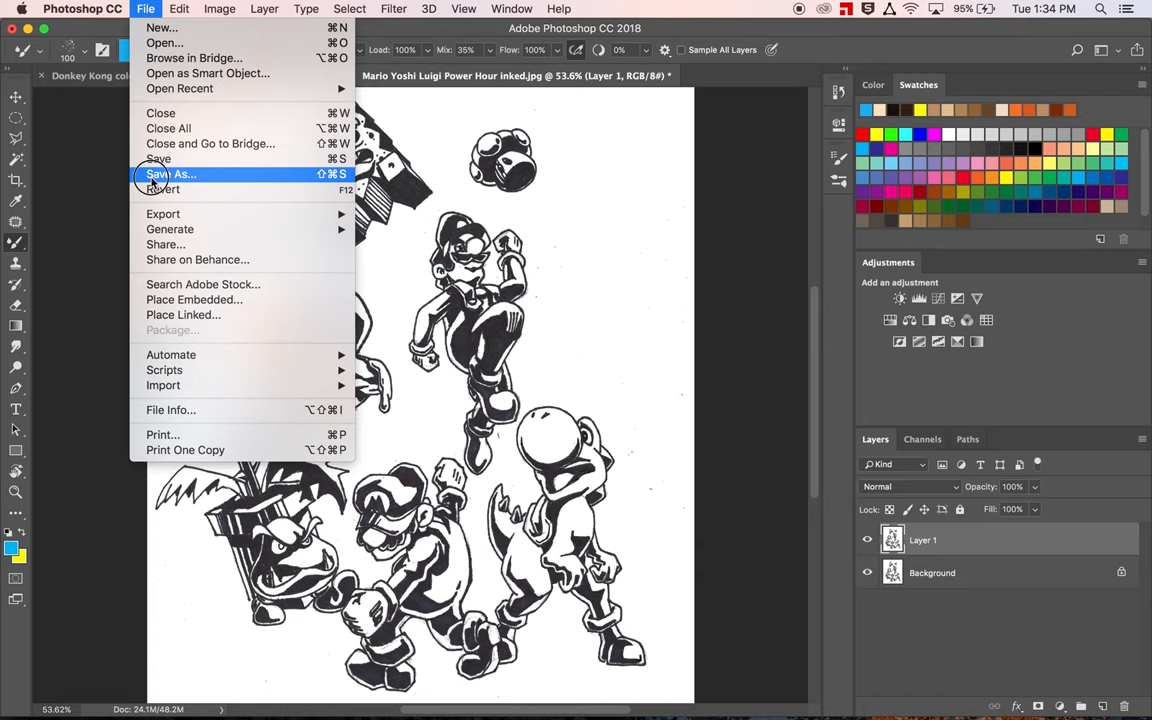 Photoshop CC File Edit Image Layer Type Select Filter 3D View Window Help 95% Tue 1:34 PM
Adobe Photoshop CC 2018
100 Load: 100% Mix: 35% Flow: 100% 0% Sample All Layers
Donkey Kong col
Mario Yoshi Luigi Power Hour inked.jpg @ 53.6% (Layer 1, RGB/8#) *
New... ⌘N
Open... ⌘O
Browse in Bridge... ⌥⌘O
Open as Smart Object...
Open Recent
Close ⌘W
Close All ⌥⌘W
Close and Go to Bridge... ⇧⌘W
Save ⌘S
Save As... ⇧⌘S
Revert F12
Export
Generate
Share...
Share on Behance...
Search Adobe Stock...
Place Embedded...
Place Linked...
Package...
Automate
Scripts
Import
File Info... ⌥⇧⌘I
Print... ⌘P
Print One Copy ⌥⇧⌘P
Color Swatches
Adjustments
Add an adjustment
Layers Channels Paths
Kind
Normal Opacity: 100%
Lock: Fill: 100%
Layer 1
Background
53.62% Doc: 24.1M/48.2M